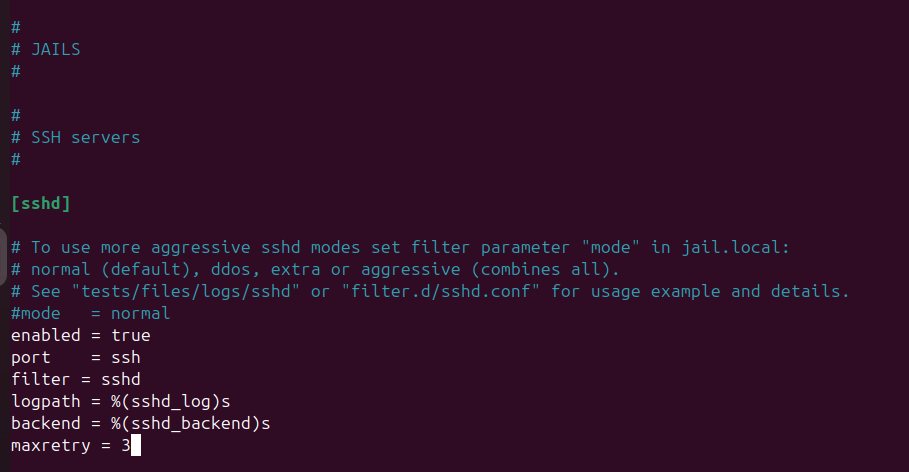 #
# JAILS
#
#
# SSH servers
#
[sshd]
# To use more aggressive sshd modes set filter parameter "mode" in jail.local:
# normal (default), ddos, extra or aggressive (combines all).
# See "tests/files/logs/sshd" or "filter.d/sshd.conf" for usage example and details.
#mode   = normal
enabled = true
port    = ssh
filter = sshd
logpath = %(sshd_log)s
backend = %(sshd_backend)s
maxretry = 3